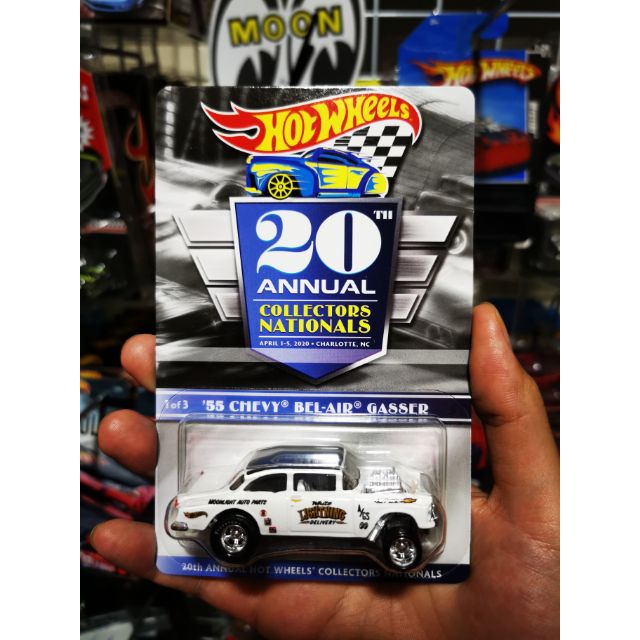 MOON
HOT WHEELS
HOT WHEELS
20TH
ANNUAL
COLLECTORS
NATIONALS
APRIL 1-5, 2020 • CHARLOTTE, NC
1 of 3
'55 CHEVY® BEL-AIR® GASSER
MOONLIGHT AUTO PARTS
White
LIGHTNING
DELIVERY
A/GS
20th ANNUAL HOT WHEELS® COLLECTORS NATIONALS